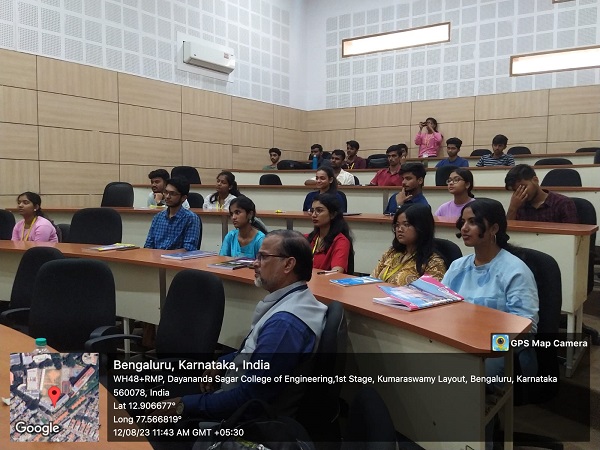 GPS Map Camera
Bengaluru, Karnataka, India
WH48+RMP, Dayananda Sagar College of Engineering,1st Stage, Kumaraswamy Layout, Bengaluru, Karnataka
560078, India
Lat 12.906677°
Long 77.566819°
12/08/23 11:43 AM GMT +05:30
Google